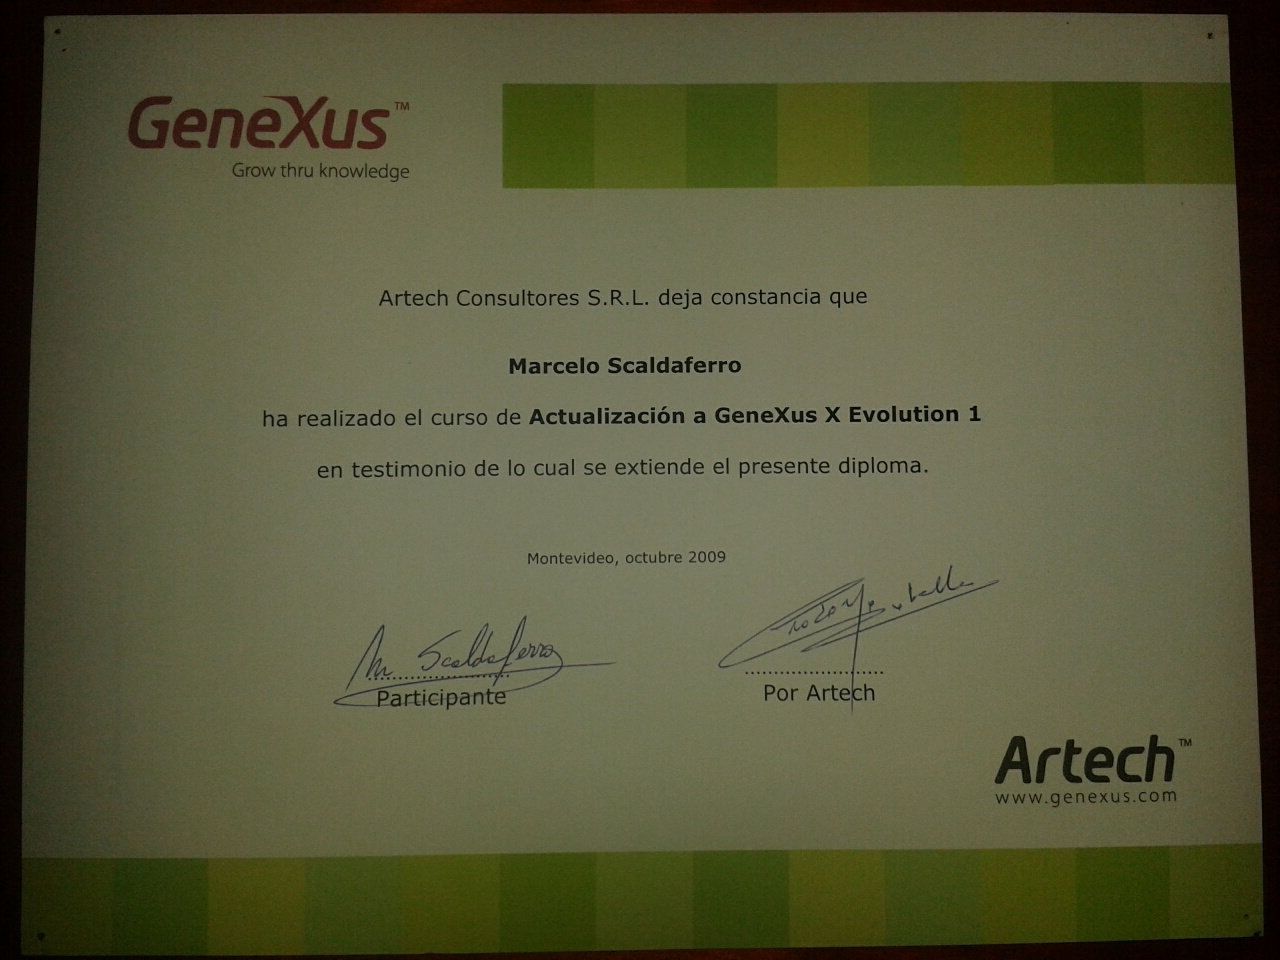 GeneXus™
Grow thru knowledge
Artech Consultores S.R.L. deja constancia que
Marcelo Scaldaferro
ha realizado el curso de Actualización a GeneXus X Evolution 1
en testimonio de lo cual se extiende el presente diploma.
Montevideo, octubre 2009
M Scaldaferro
Participante
Por Artech
Artech™
www.genexus.com